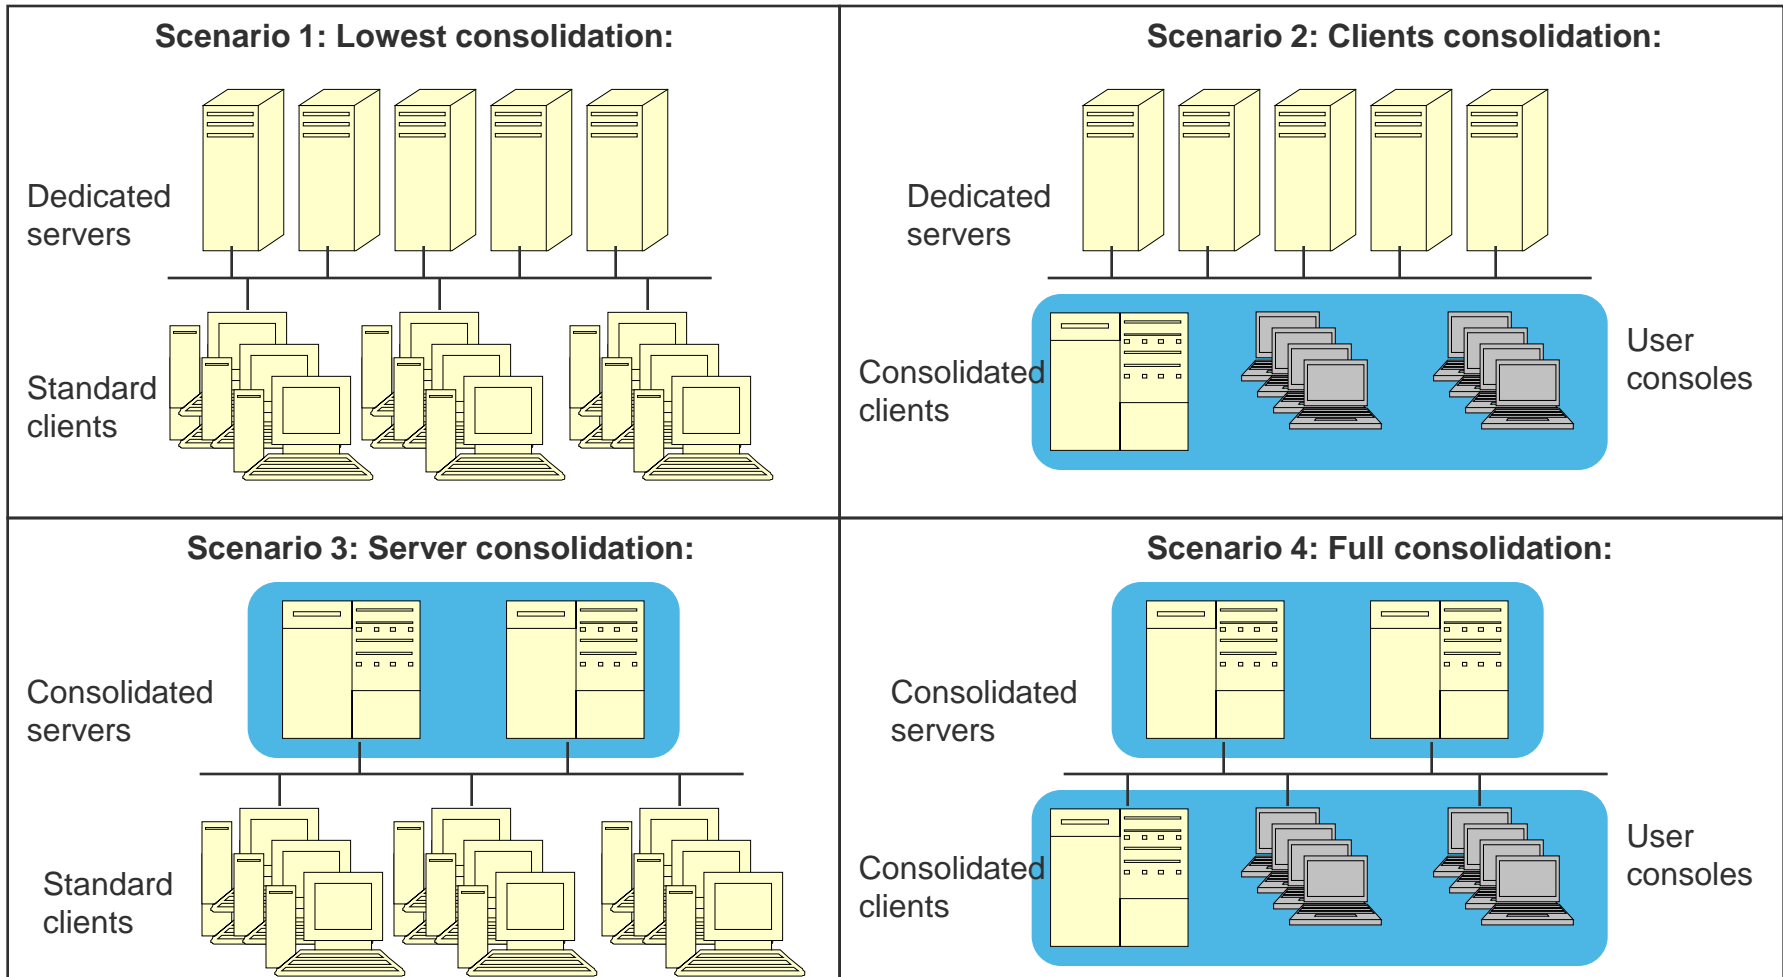 Scenario 1: Lowest consolidation:
Dedicated
servers
Standard
clients
Scenario 2: Clients consolidation:
Dedicated
servers
Consolidated
clients
User
consoles
Scenario 3: Server consolidation:
Consolidated
servers
Standard
clients
Scenario 4: Full consolidation:
Consolidated
servers
Consolidated
clients
User
consoles